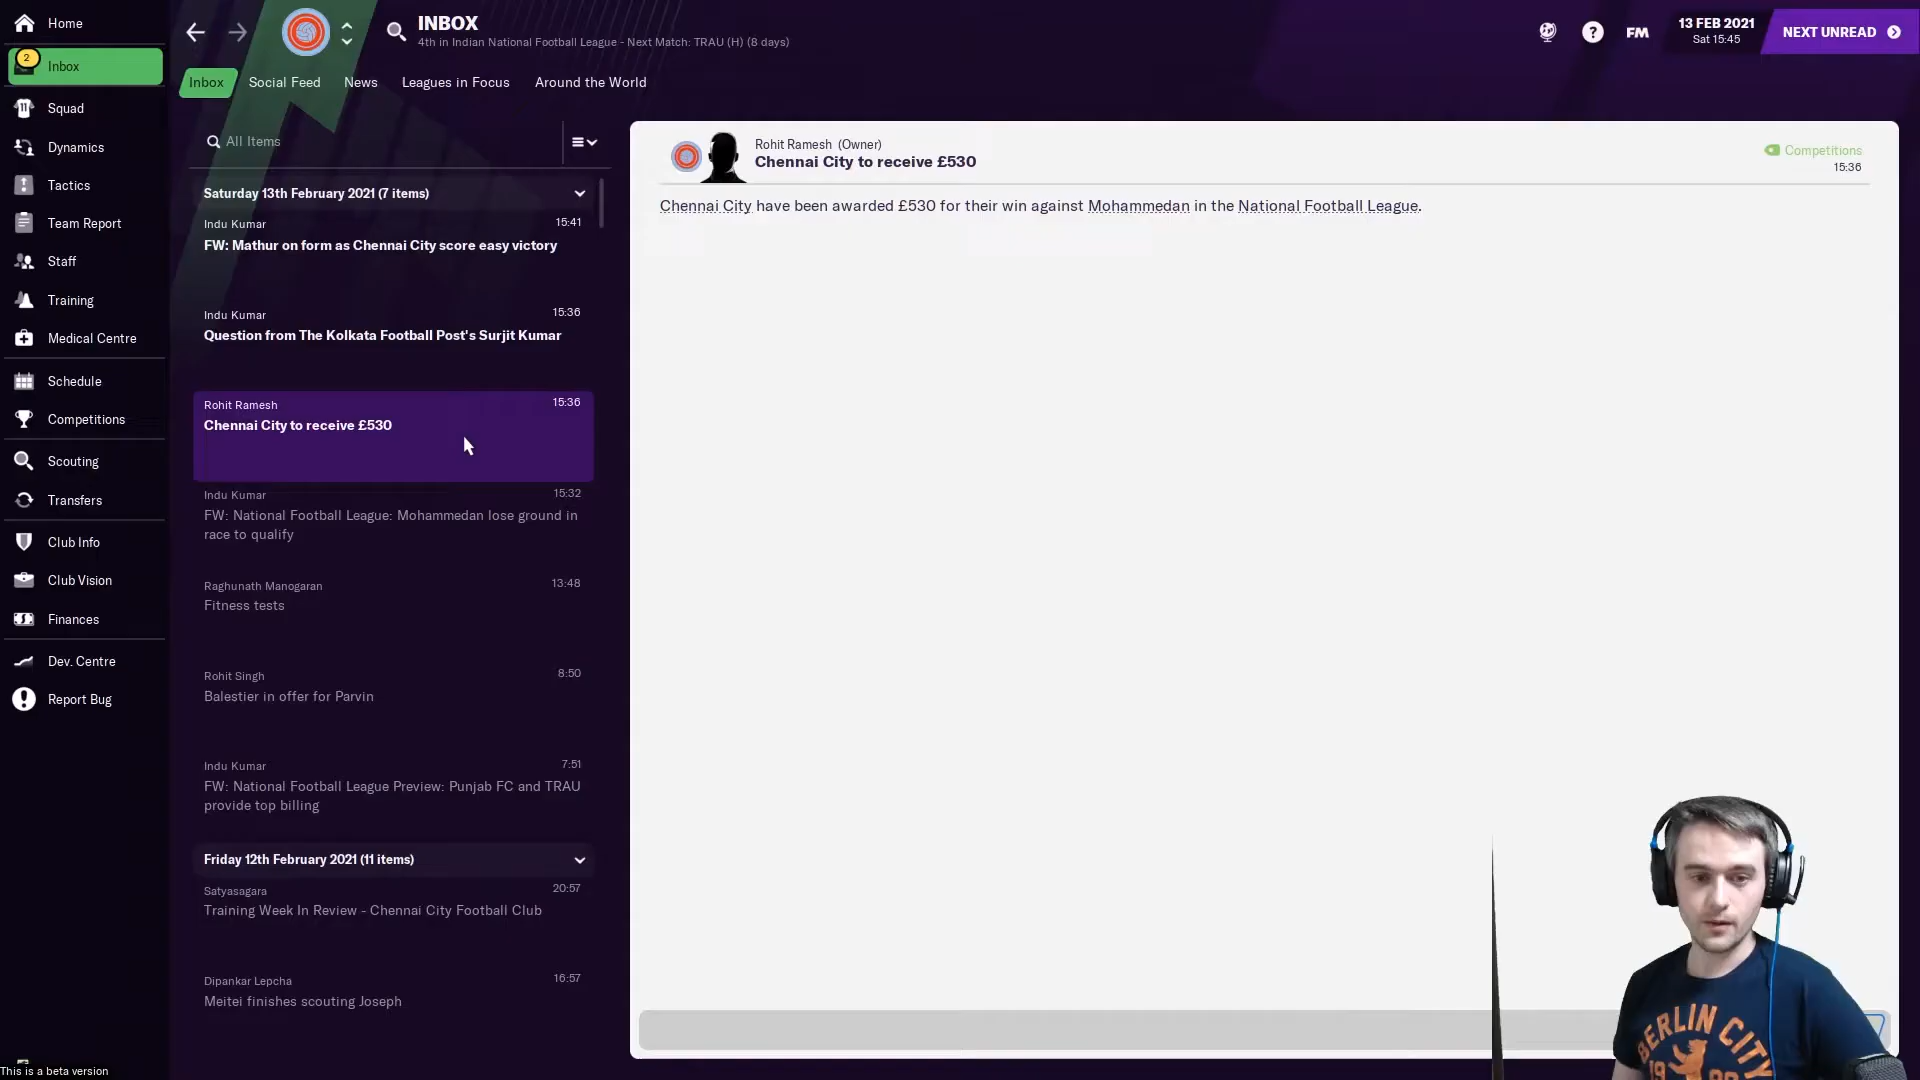 Home
2
Inbox
Squad
Dynamics
Tactics
Team Report
Staff
Training
Medical Centre
Schedule
Competitions
Scouting
Transfers
Club Info
Club Vision
Finances
Dev. Centre
Report Bug
This is a beta version
INBOX
4th in Indian National Football League - Next Match: TRAU (H) (8 days)
FM
13 FEB 2021
Sat 15:45
NEXT UNREAD
Inbox Social Feed News Leagues in Focus Around the World
All Items
Saturday 13th February 2021 (7 items)
Indu Kumar 15:41
FW: Mathur on form as Chennai City score easy victory
Indu Kumar 15:36
Question from The Kolkata Football Post's Surjit Kumar
Rohit Ramesh 15:36
Chennai City to receive £530
Indu Kumar 15:32
FW: National Football League: Mohammedan lose ground in
race to qualify
Raghunath Manogaran 13:48
Fitness tests
Rohit Singh 8:50
Balestier in offer for Parvin
Indu Kumar 7:51
FW: National Football League Preview: Punjab FC and TRAU
provide top billing
Friday 12th February 2021 (11 items)
Satyasagara 20:57
Training Week In Review - Chennai City Football Club
Dipankar Lepcha 16:57
Meitei finishes scouting Joseph
Rohit Ramesh (Owner)
Chennai City to receive £530
Competitions
15:36
Chennai City have been awarded £530 for their win against Mohammedan in the National Football League.
BERLIN CITY